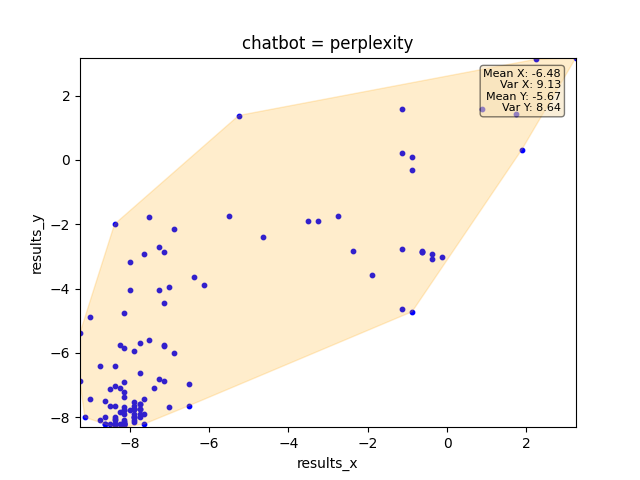 chatbot = perplexity
Mean X: -6.48
Var X: 9.13
Mean Y: -5.67
Var Y: 8.64
2
0
−2
−4
−6
−8
results_y
−8 −6 −4 −2 0 2
results_x